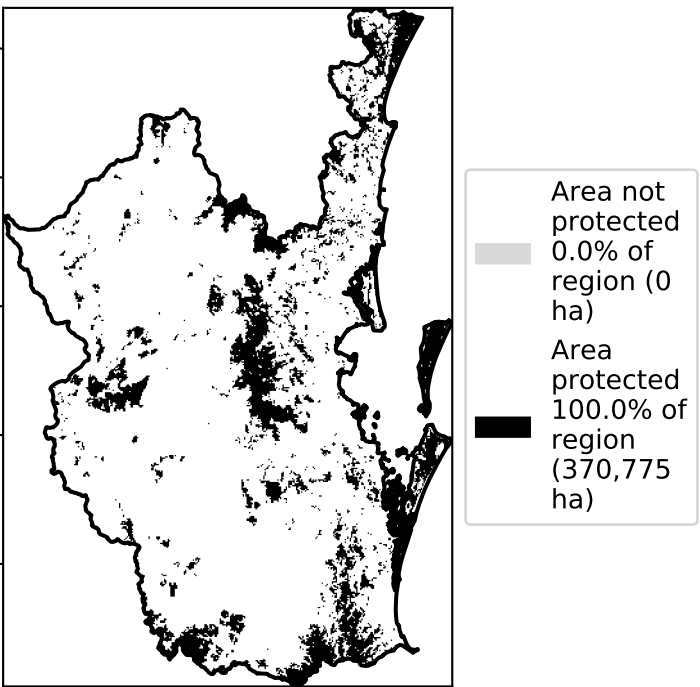 Area not
protected
0.0% of
region (0
ha)
Area
protected
100.0% of
region
(370,775
ha)